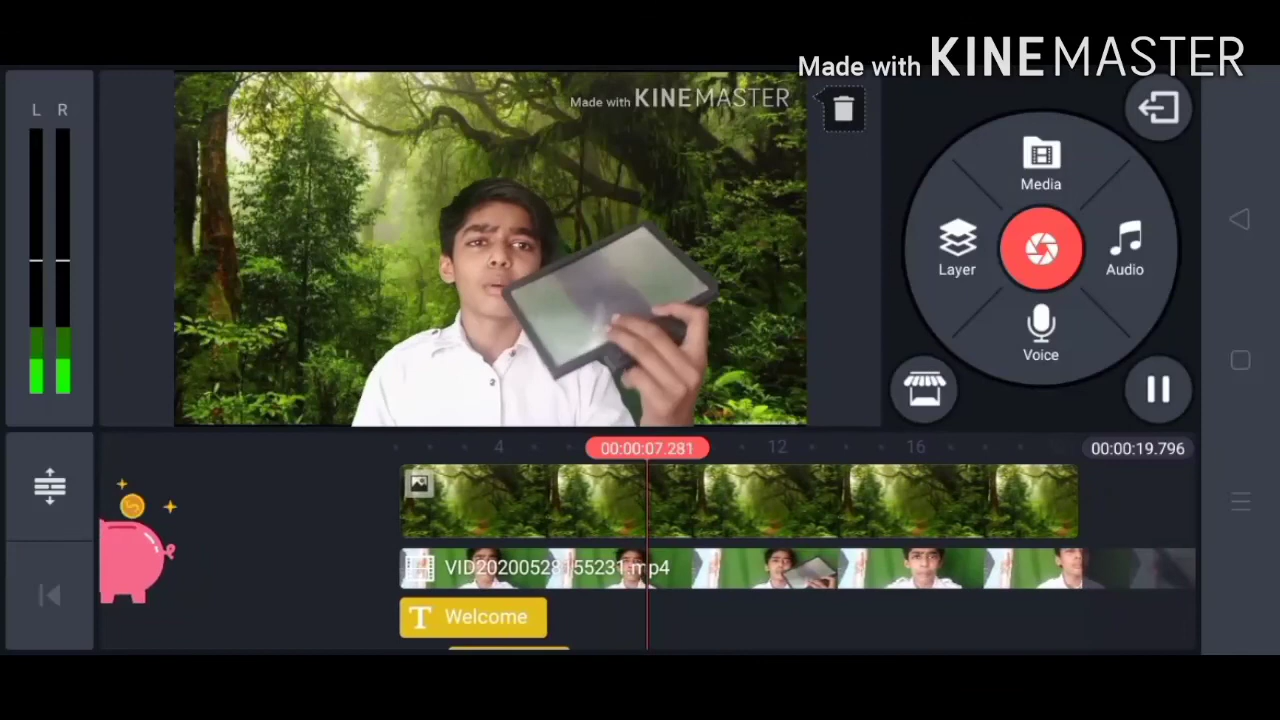 Made with KINEMASTER
L R
Made with KINEMASTER
Media
Layer
Audio
Voice
4
00:00:07.281
12
16
00:00:19.796
VID20200528155231.mp4
T Welcome